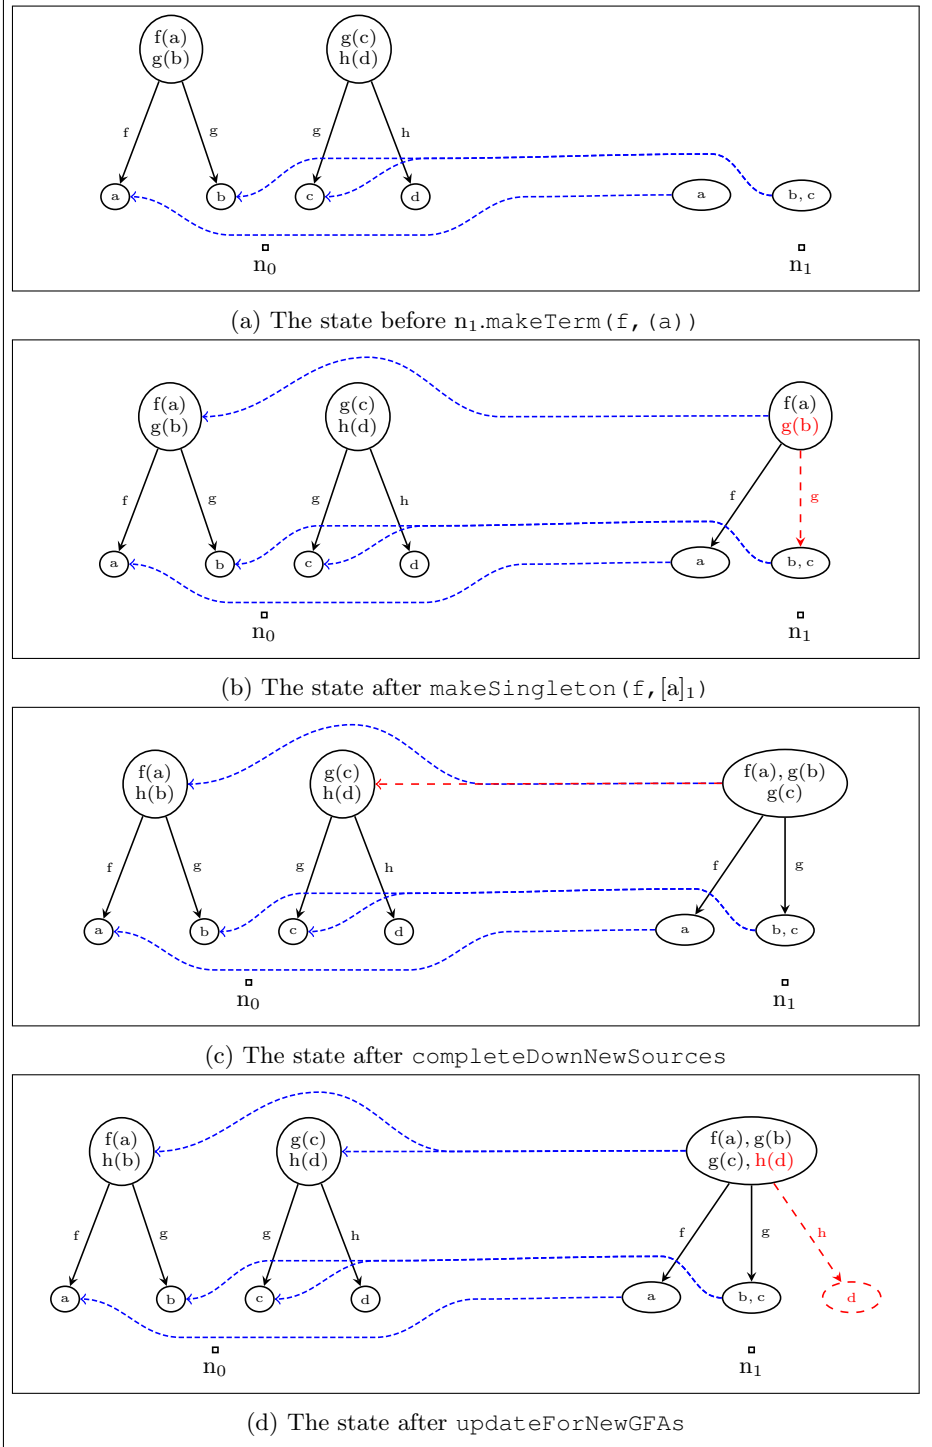 f(a) g(c)
g(b) h(d)
f g g h
a b c d a b, c
n₀ n₁
(a) The state before n₁.makeTerm(f,(a))
f(a) g(c) f(a)
g(b) h(d) g(b)
f g g h f g
a b c d a b, c
n₀ n₁
(b) The state after makeSingleton(f,[a]₁)
f(a) g(c) f(a), g(b)
h(b) h(d) g(c)
f g g h f g
a b c d a b, c
n₀ n₁
(c) The state after completeDownNewSources
f(a) g(c) f(a), g(b)
h(b) h(d) g(c), h(d)
f g g h f g h
a b c d a b, c d
n₀ n₁
(d) The state after updateForNewGFAs